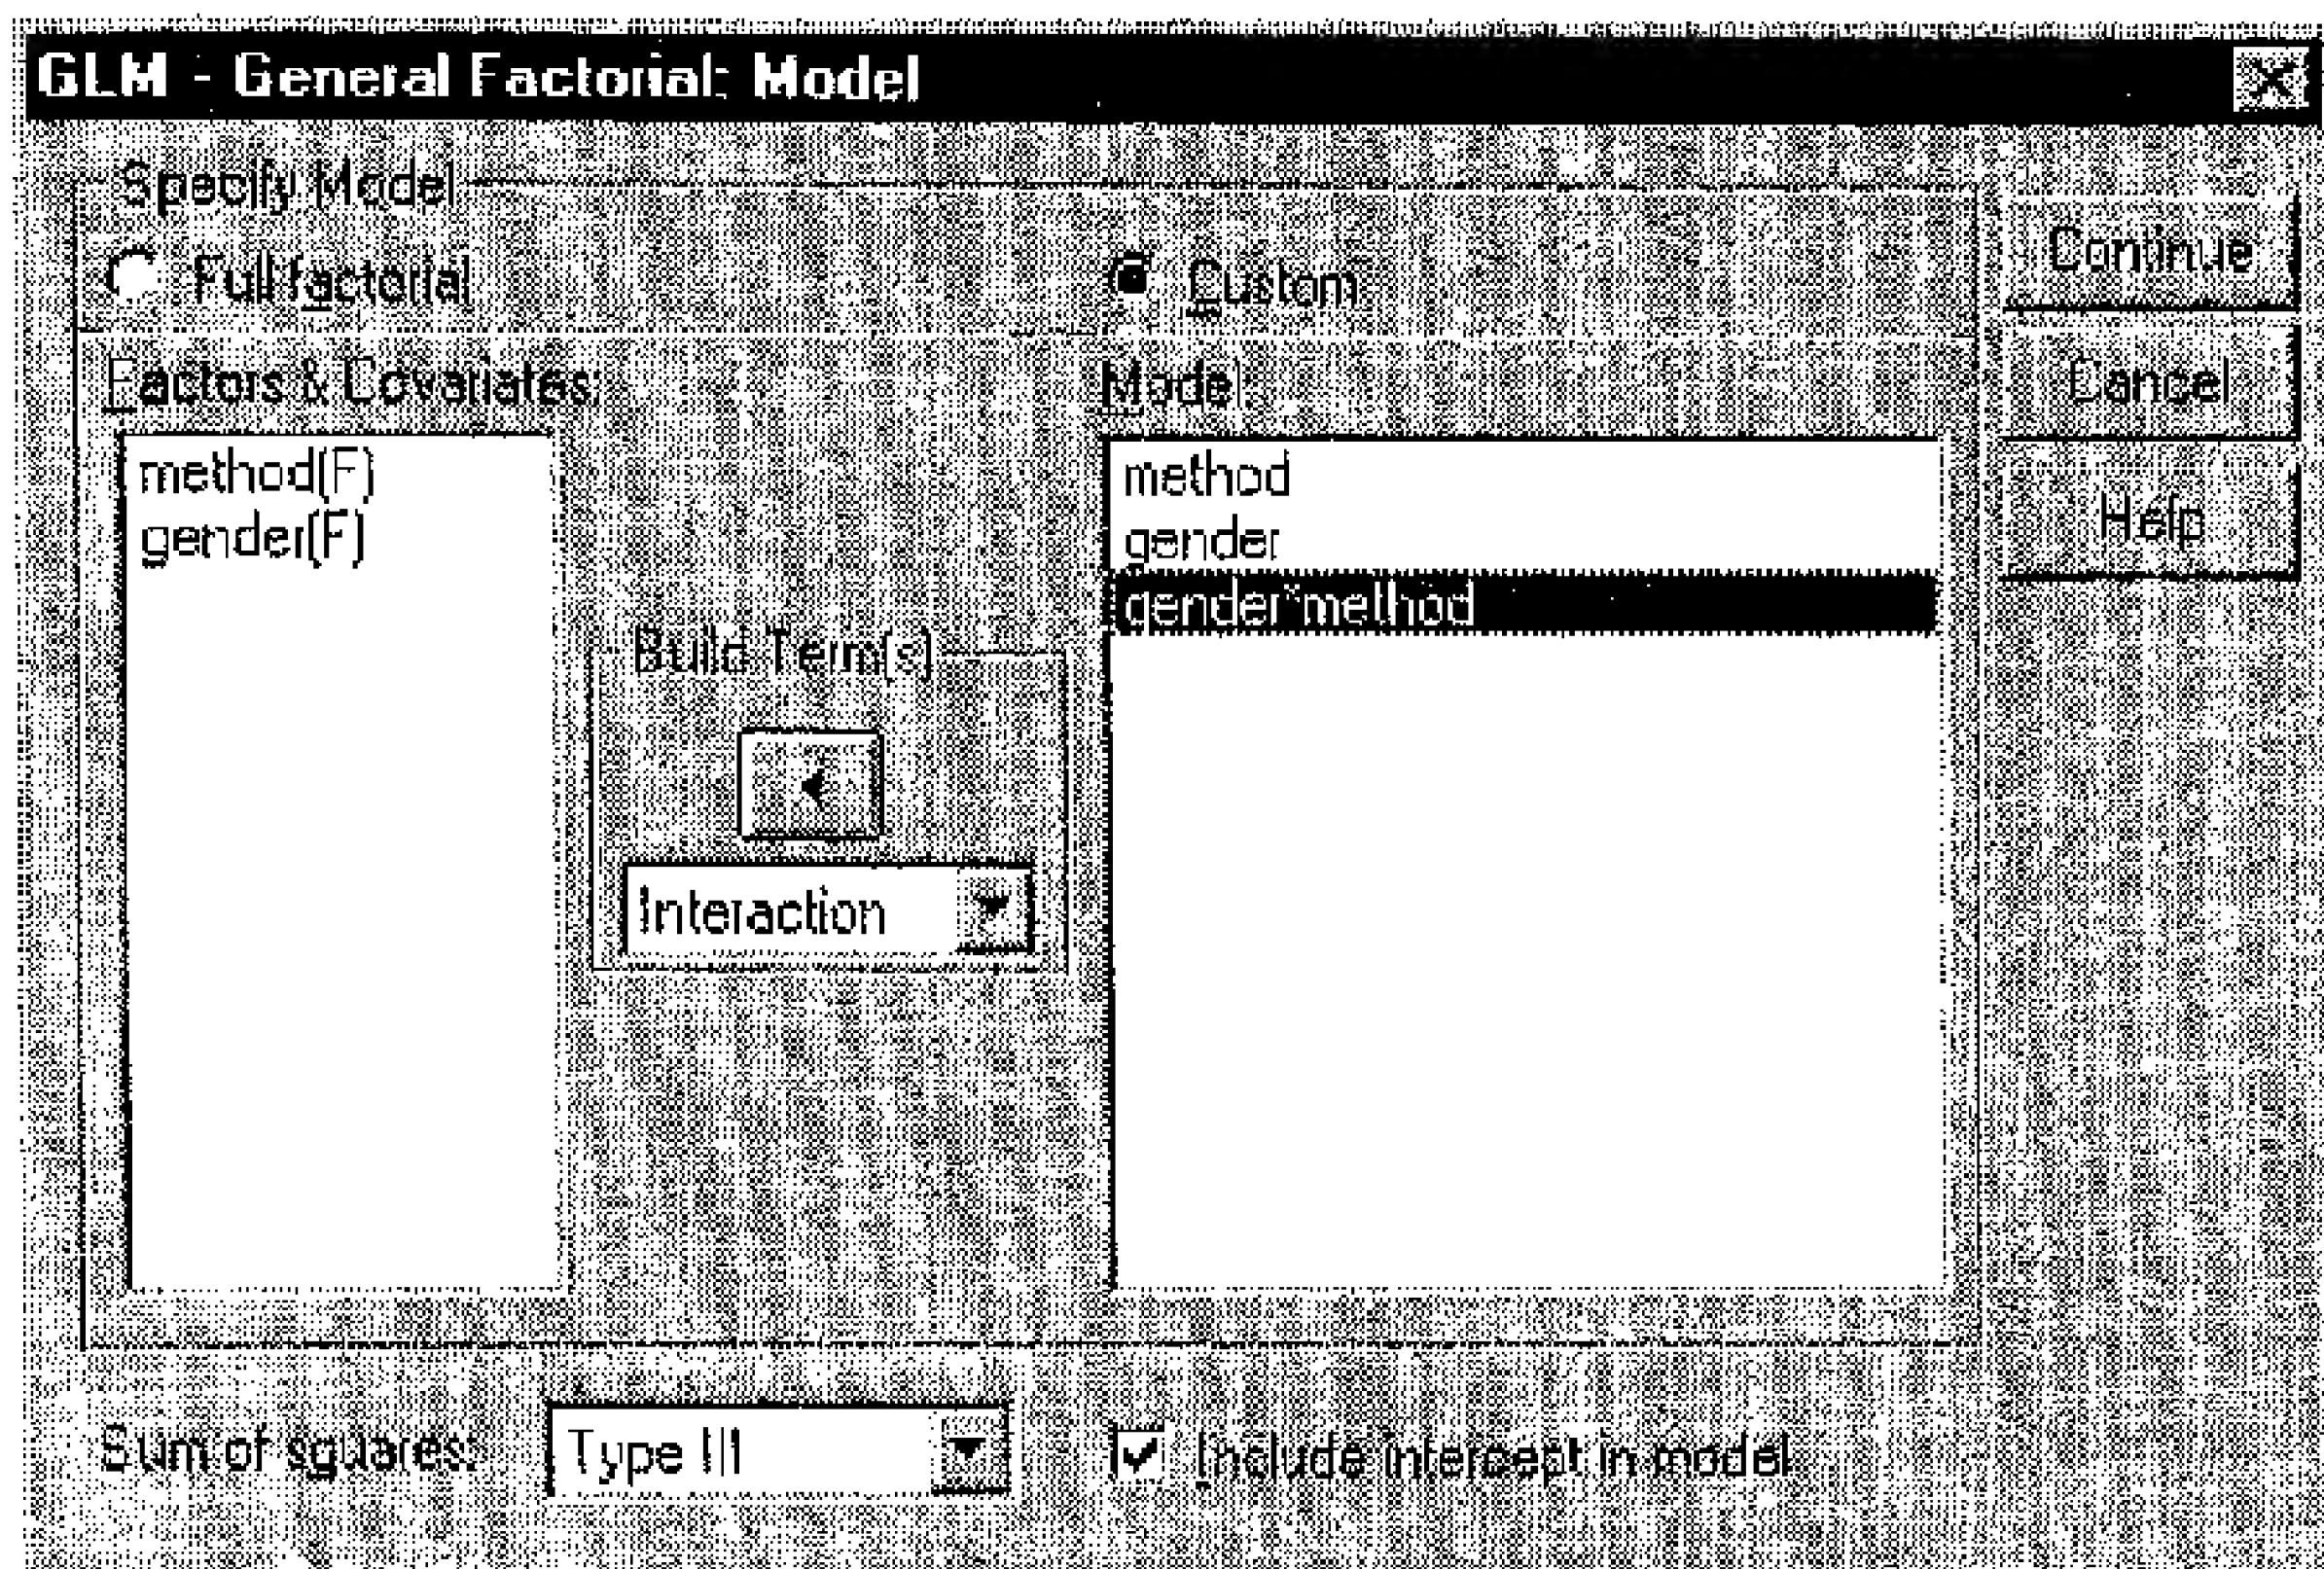 GLM - General Factorial: Model
Specify Model
Full factorial
Custom
Continue
Cancel
Help
Factors & Covariates:
method(F)
gender(F)
Build Term(s)
Interaction
Model:
method
gender
gender*method
Sum of squares:
Type III
Include intercept in model